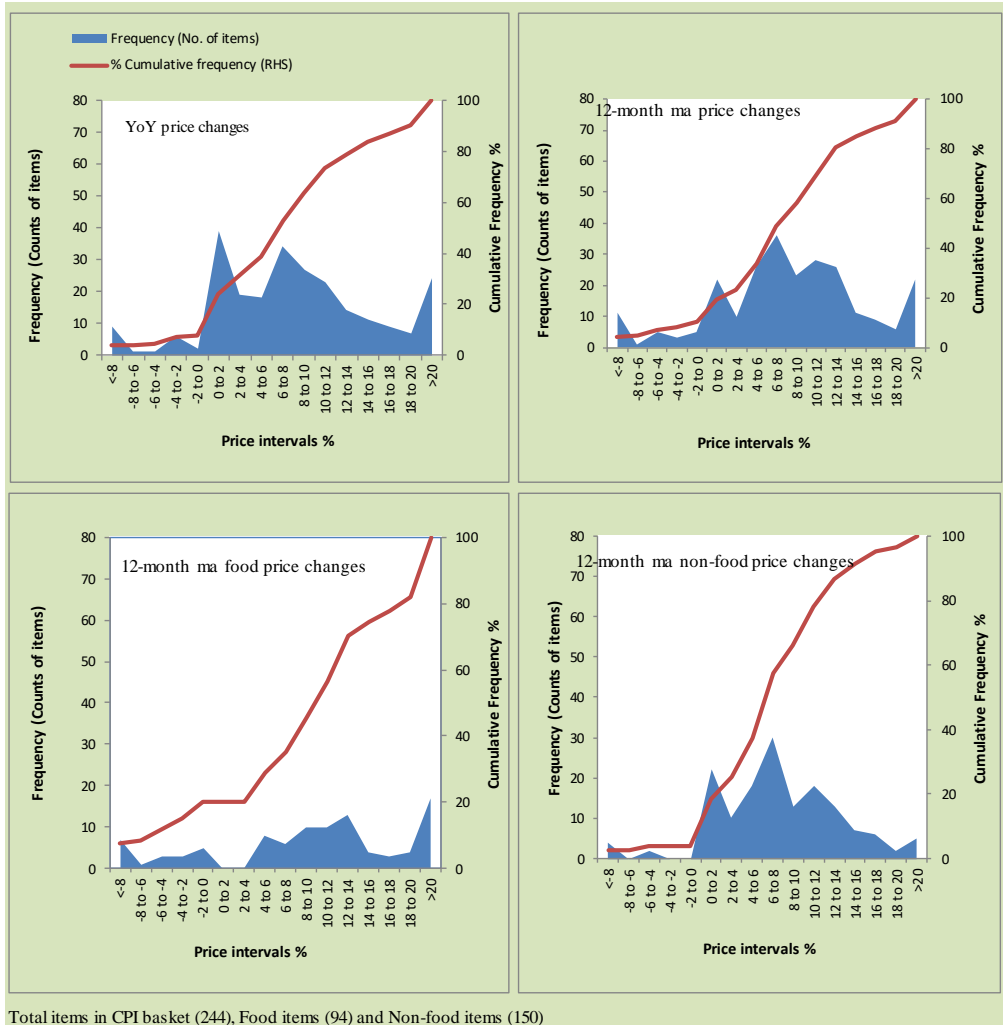 Frequency (No. of items)
% Cumulative frequency (RHS)
YoY price changes
Frequency (Counts of items)
80
70
60
50
40
30
20
10
0
100
80
60
40
20
0
Cumulative Frequency %
<-8
-8 to -6
-6 to -4
-4 to -2
-2 to 0
0 to 2
2 to 4
4 to 6
6 to 8
8 to 10
10 to 12
12 to 14
14 to 16
16 to 18
18 to 20
>20
Price intervals %
12-month ma price changes
Frequency (Counts of items)
80
70
60
50
40
30
20
10
0
100
80
60
40
20
0
Cumulative Frequency %
<-8
-8 to -6
-6 to -4
-4 to -2
-2 to 0
0 to 2
2 to 4
4 to 6
6 to 8
8 to 10
10 to 12
12 to 14
14 to 16
16 to 18
18 to 20
>20
Price intervals %
12-month ma food price changes
Frequency (Counts of items)
80
70
60
50
40
30
20
10
0
100
80
60
40
20
0
Cumulative Frequency %
<-8
-8 to -6
-6 to -4
-4 to -2
-2 to 0
0 to 2
2 to 4
4 to 6
6 to 8
8 to 10
10 to 12
12 to 14
14 to 16
16 to 18
18 to 20
>20
Price intervals %
12-month ma non-food price changes
Frequency (Counts of items)
80
70
60
50
40
30
20
10
0
100
80
60
40
20
0
Cumulative Frequency %
<-8
-8 to -6
-6 to -4
-4 to -2
-2 to 0
0 to 2
2 to 4
4 to 6
6 to 8
8 to 10
10 to 12
12 to 14
14 to 16
16 to 18
18 to 20
>20
Price intervals %
Total items in CPI basket (244), Food items (94) and Non-food items (150)